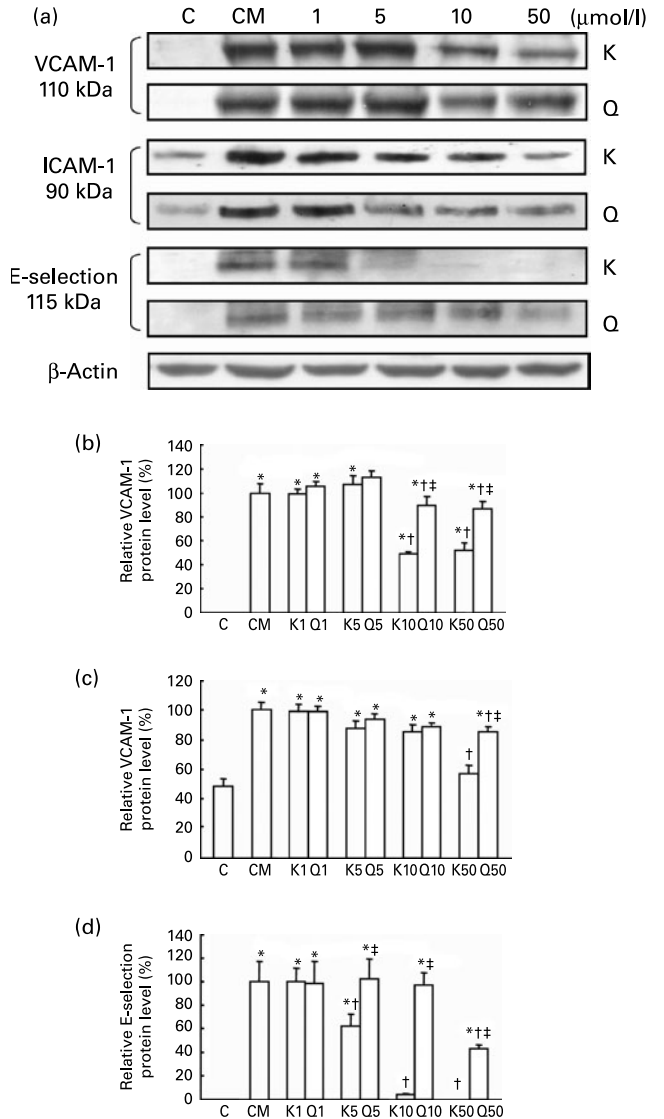 (a)
C CM 1 5 10 50 (μmol/l)
VCAM-1
110 kDa
K
Q
ICAM-1
90 kDa
K
Q
E-selection
115 kDa
K
Q
β-Actin
(b)
Relative VCAM-1
protein level (%)
140
120
100
80
60
40
20
0
* * * * *† *†‡ *† *†‡
C CM K1 Q1 K5 Q5 K10 Q10 K50 Q50
(c)
Relative VCAM-1
protein level (%)
120
100
80
60
40
20
0
* * * * * * * † *†‡
C CM K1 Q1 K5 Q5 K10 Q10 K50 Q50
(d)
Relative E-selection
protein level (%)
140
120
100
80
60
40
20
0
* * * *† *‡ † *‡ † *†‡
C CM K1 Q1 K5 Q5 K10 Q10 K50 Q50